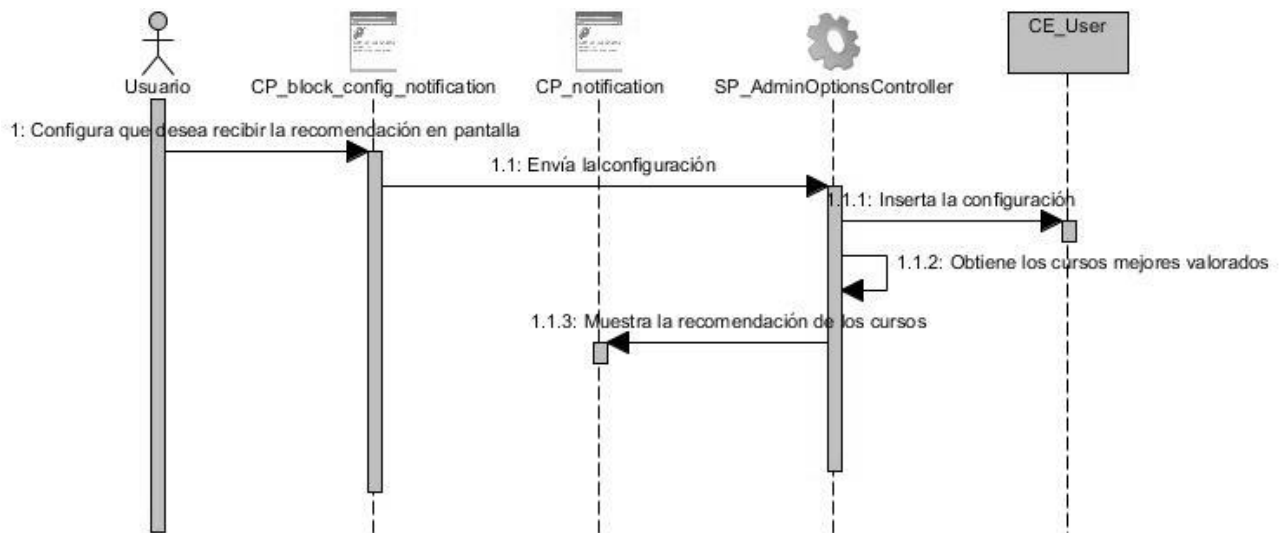 CE_User
Usuario
CP_block_config_notification
CP_notification
SP_AdminOptionsController
1: Configura que desea recibir la recomendación en pantalla
1.1: Envía la configuración
1.1.1: Inserta la configuración
1.1.2: Obtiene los cursos mejores valorados
1.1.3: Muestra la recomendación de los cursos